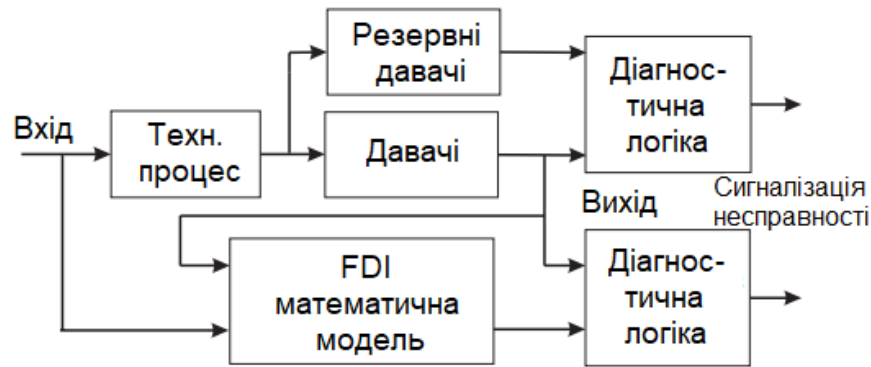 Резервні
давачі
Діагнос-
тична
логіка
Вхід
Техн.
процес
Давачі
Вихід
Сигналізація
несправності
FDI
математична
модель
Діагнос-
тична
логіка